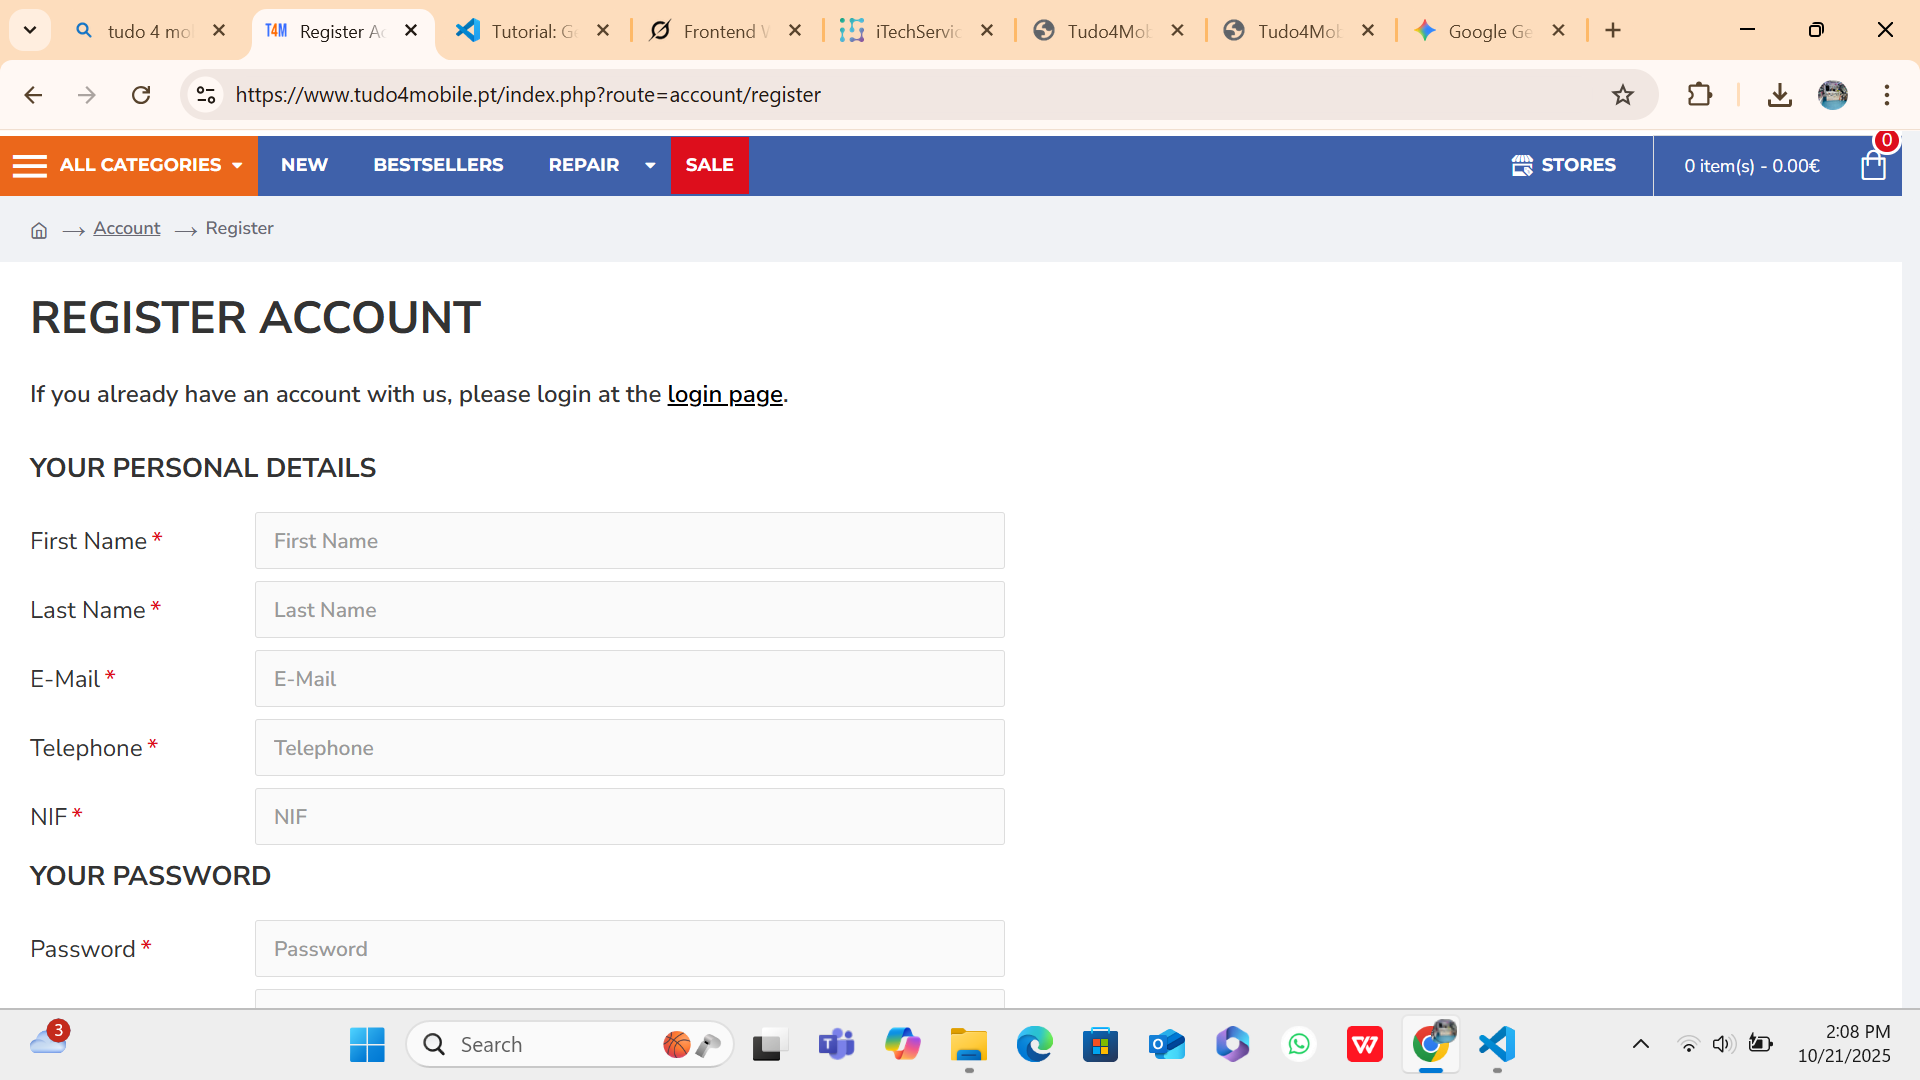 tudo 4 mo
Register Ac
Tutorial: Ge
Frontend W
iTechServic
Tudo4Mob
Tudo4Mob
Google Ge
https://www.tudo4mobile.pt/index.php?route=account/register
ALL CATEGORIES
NEW
BESTSELLERS
REPAIR
SALE
STORES
0 item(s) - 0.00€
0
Account
Register
REGISTER ACCOUNT
If you already have an account with us, please login at the login page.
YOUR PERSONAL DETAILS
First Name *
First Name
Last Name *
Last Name
E-Mail *
E-Mail
Telephone *
Telephone
NIF *
NIF
YOUR PASSWORD
Password *
Password
3
Search
2:08 PM
10/21/2025